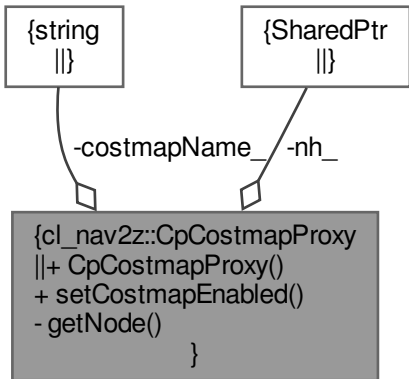 {string
||}
{SharedPtr
||}
-costmapName_
-nh_
{cl_nav2z::CpCostmapProxy
||+ CpCostmapProxy()
+ setCostmapEnabled()
- getNode()
}